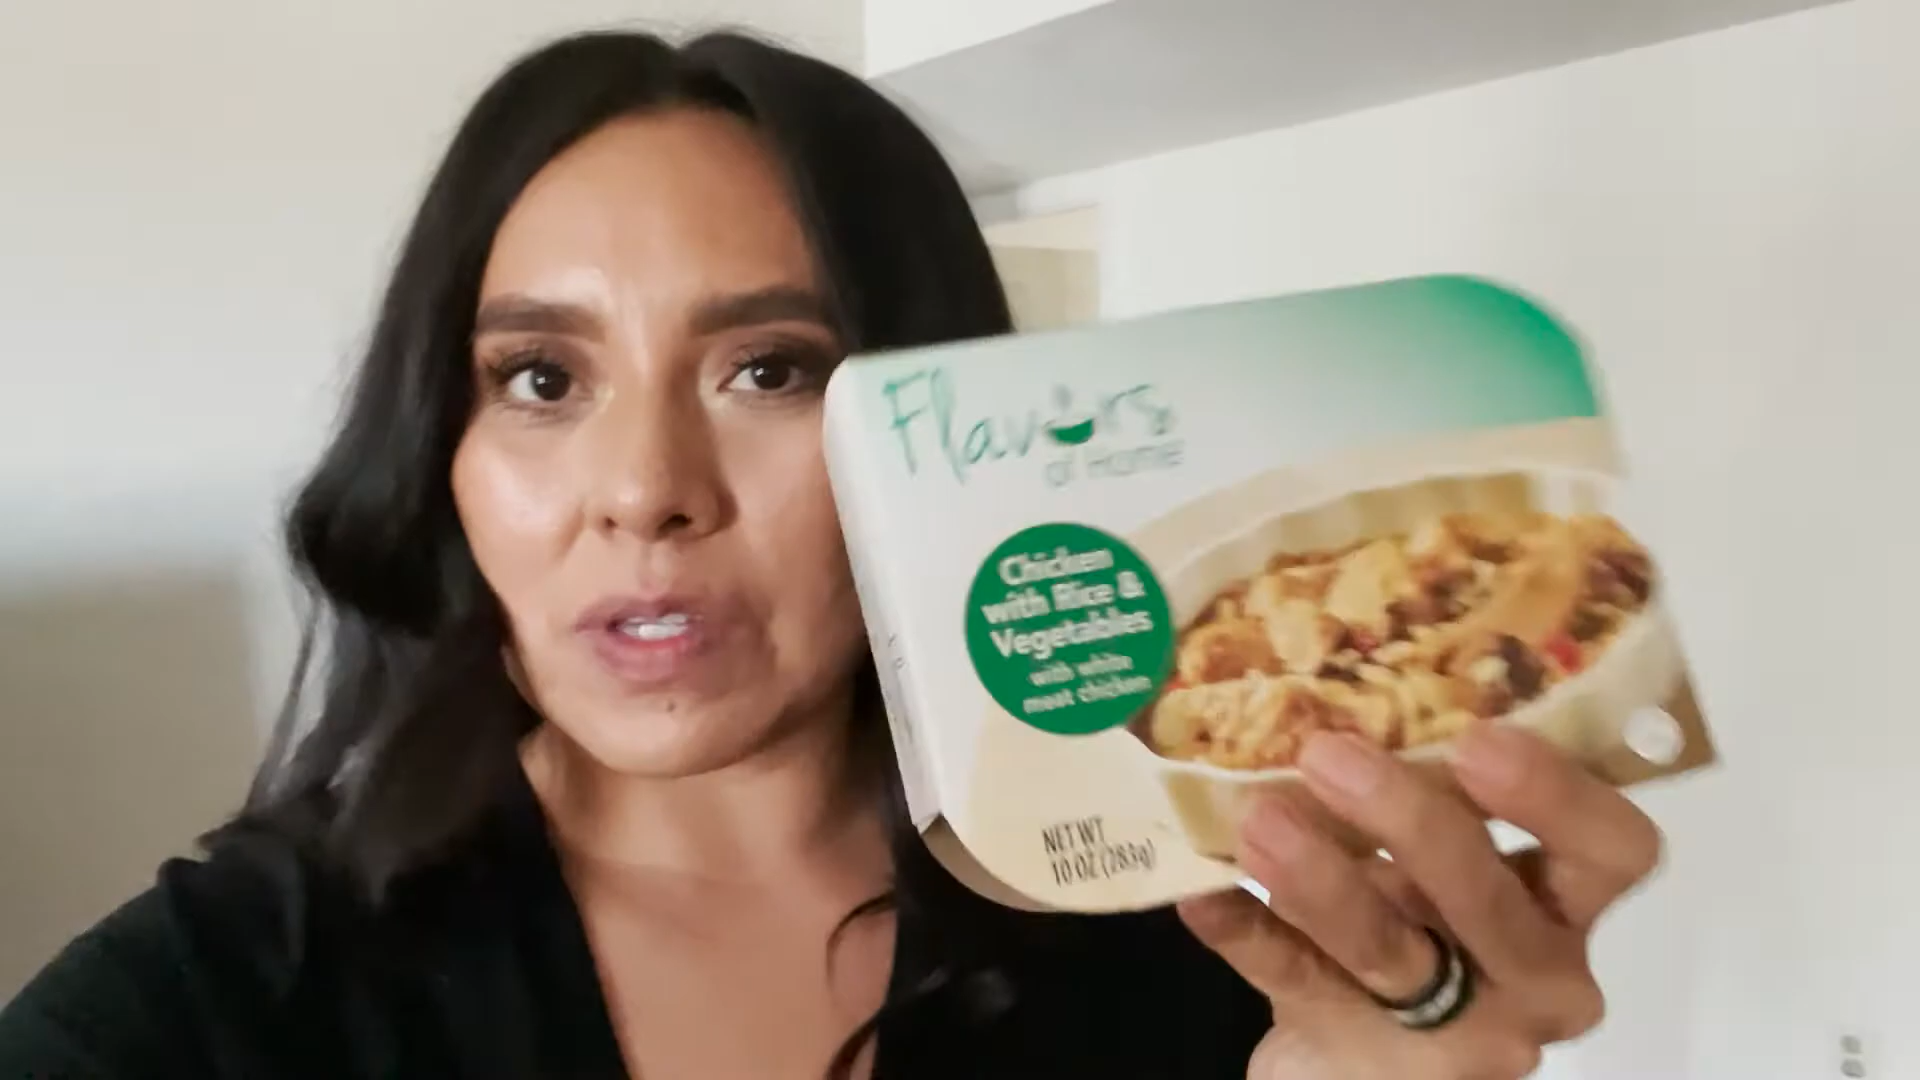 Flavors
of Home
Chicken
with Rice &
Vegetables
with white
meat chicken
NET WT
10 OZ (283g)